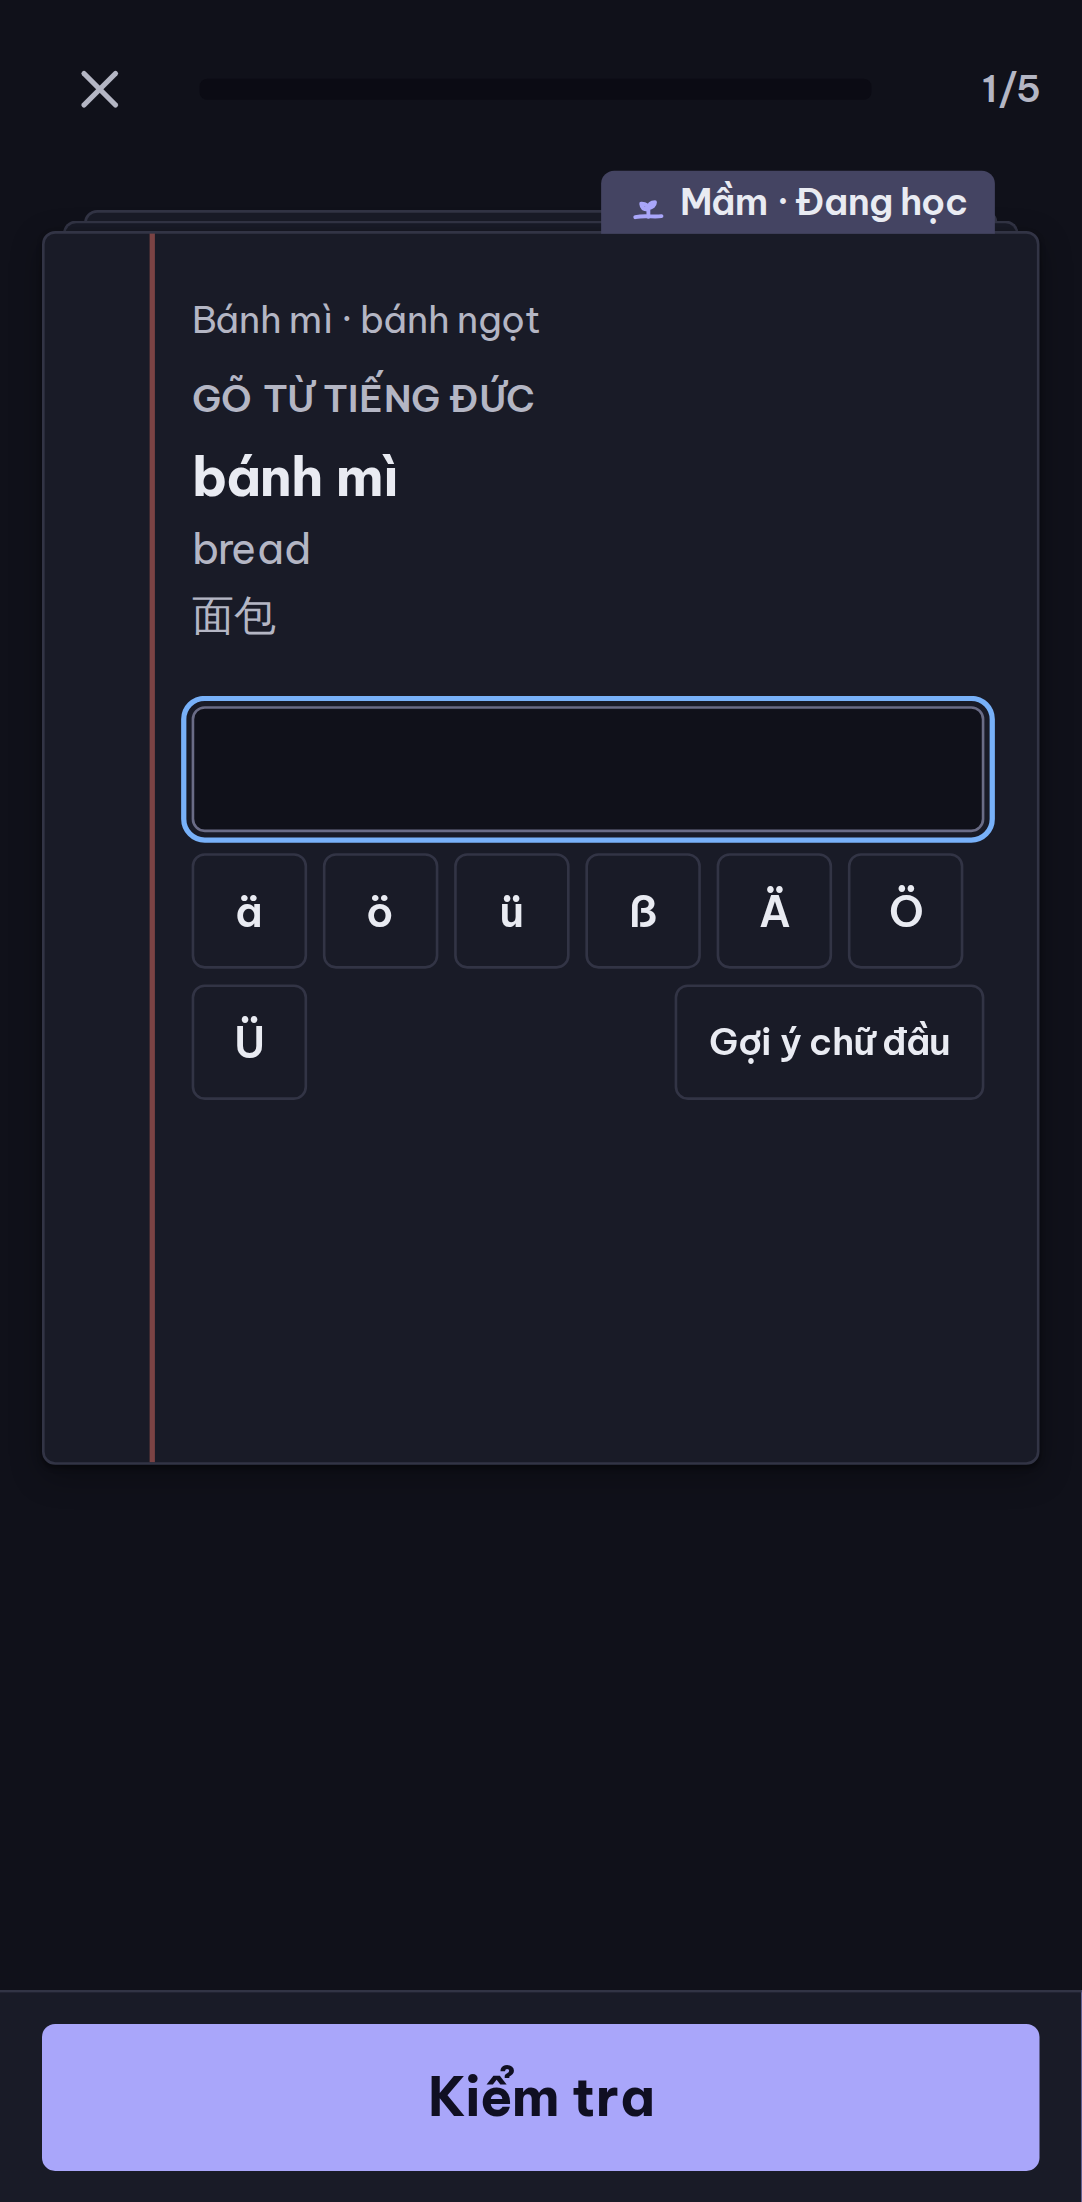 1/5
Mầm · Đang học
Bánh mì · bánh ngọt
GÕ TỪ TIẾNG ĐỨC
bánh mì
bread
面包
ä ö ü ß Ä Ö
Ü Gợi ý chữ đầu
Kiểm tra